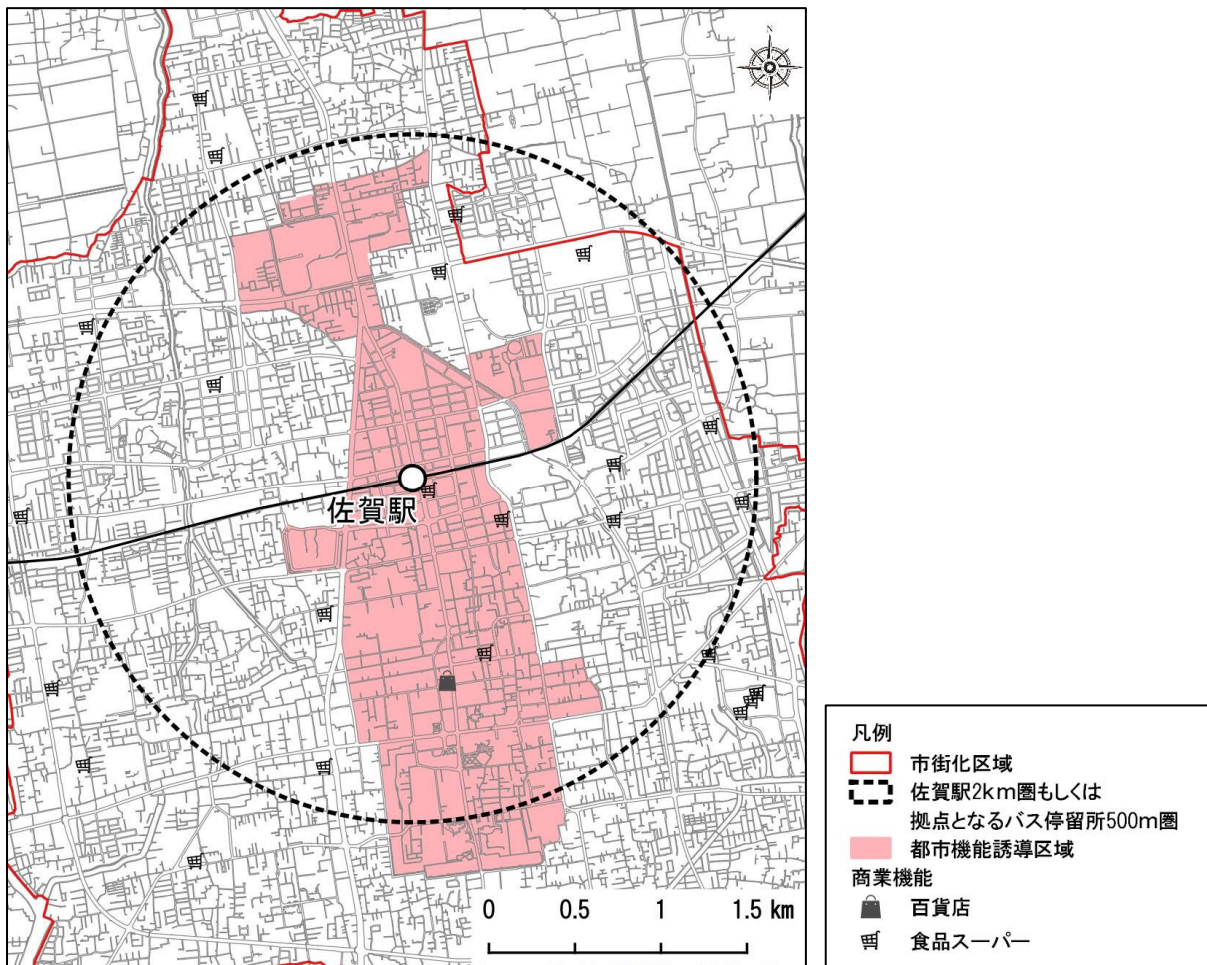 N
佐賀駅
0 0.5 1 1.5 km
凡例
市街化区域
佐賀駅2km圏もしくは
拠点となるバス停留所500m圏
都市機能誘導区域
商業機能
百貨店
食品スーパー